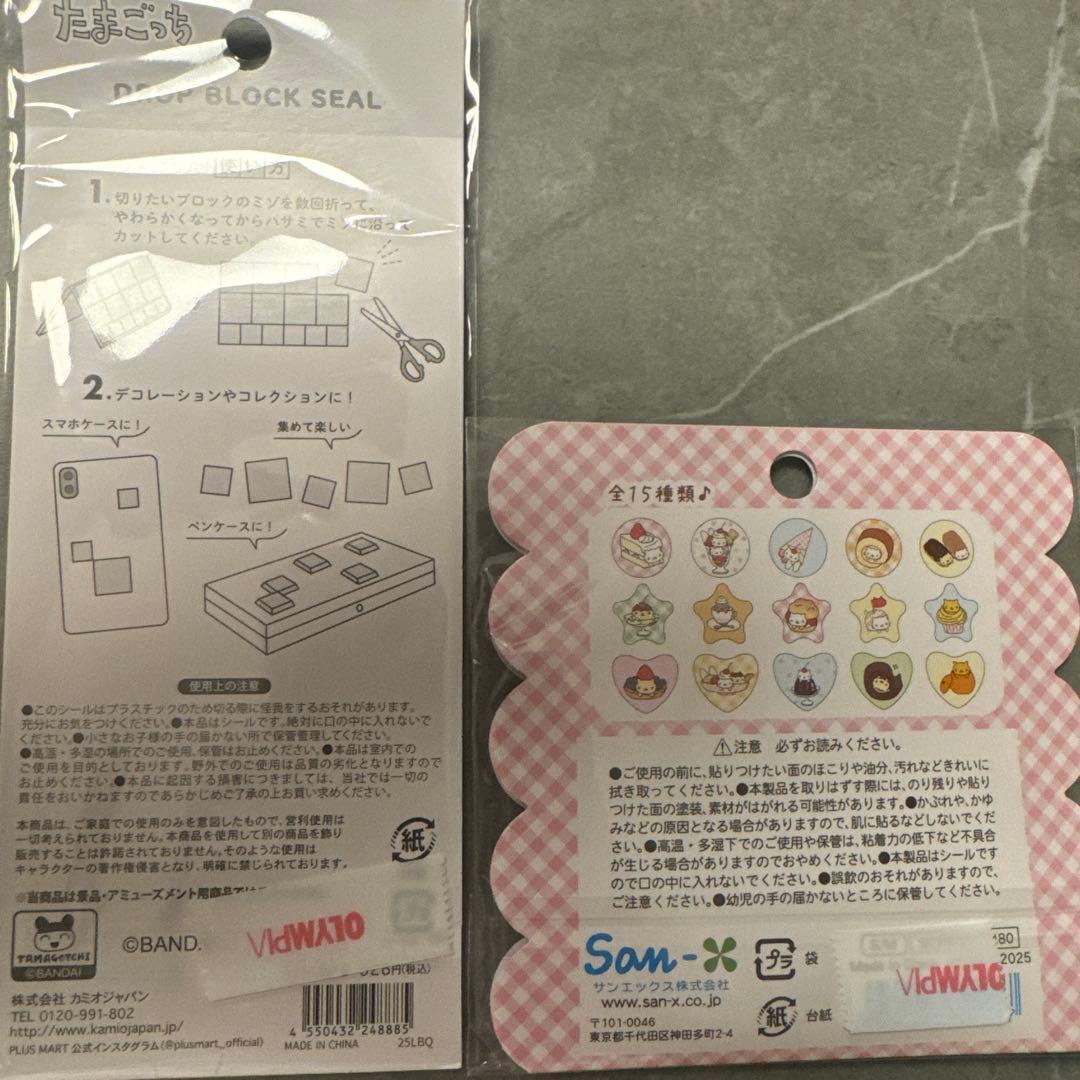 たまごっち
DROP BLOCK SEAL
使い方
1.切りたいブロックのミゾを数回折って、
やわらかくなってからハサミでミゾに沿って
カットしてください。
2.デコレーションやコレクションに!
スマホケースに!
集めて楽しい
ペンケースに!
使用上の注意
●このシールはプラスチックのため切る際に怪我をするおそれがあります。
充分にお気をつけください。●本品はシールです。絶対に口の中に入れないで
ください。●小さなお子様の手の届かない所で保管管理してください。
●高温・多湿の場所でのご使用、保管はお止めください。●本品は室内での
ご使用を目的としております。野外でのご使用は品質の劣化となりますので
お止めください。●本品に起因する損害につきましては、当社では一切の
責任をおいかねますのであらかじめご了承の上お買い求めください。
本商品は、ご家庭での使用のみを意図したもので、営利使用は
一切考えられておりません。本商品を使用して別の商品を飾り
販売することは許諾されておりません。そのような使用は
キャラクターの著作権侵害となり、明確に禁じられております。
紙
※当商品は景品・アミューズメント用商品では
TAMAGOTCHI
©BANDAI
©BAND.
OLYMPIA
円(税込)
株式会社 カミオジャパン
TEL 0120-991-802
http://www.kamiojapan.jp/
PLUS MART 公式インスタグラム(@plusmart_official)
4 550432 248885
MADE IN CHINA
25LBQ
全15種類♪
⚠注意 必ずお読みください。
●ご使用の前に、貼りつけたい面のほこりや油分、汚れなどきれいに
拭き取ってください。●本製品を取りはずす際には、のり残りや貼り
つけた面の塗装、素材がはがれる可能性があります。●かぶれや、かゆ
みなどの原因となる場合がありますので、肌に貼るなどしないでくだ
さい。●高温・多湿下でのご使用や保管は、粘着力の低下など不具合
が生じる場合がありますのでおやめください。●本製品はシールです
ので口の中に入れないでください。●誤飲のおそれがありますので、
ご注意ください。●幼児の手の届かないところに保管してください。
San-X
サンエックス株式会社
www.san-x.co.jp
〒101-0046
東京都千代田区神田多町2-4
プラ 袋
紙 台紙
OLYMPIA
480
2025